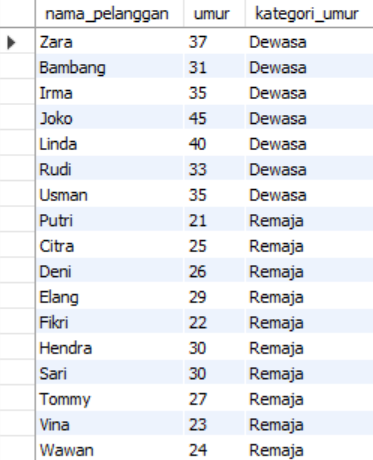 nama_pelanggan umur kategori_umur
Zara 37 Dewasa
Bambang 31 Dewasa
Irma 35 Dewasa
Joko 45 Dewasa
Linda 40 Dewasa
Rudi 33 Dewasa
Usman 35 Dewasa
Putri 21 Remaja
Citra 25 Remaja
Deni 26 Remaja
Elang 29 Remaja
Fikri 22 Remaja
Hendra 30 Remaja
Sari 30 Remaja
Tommy 27 Remaja
Vina 23 Remaja
Wawan 24 Remaja